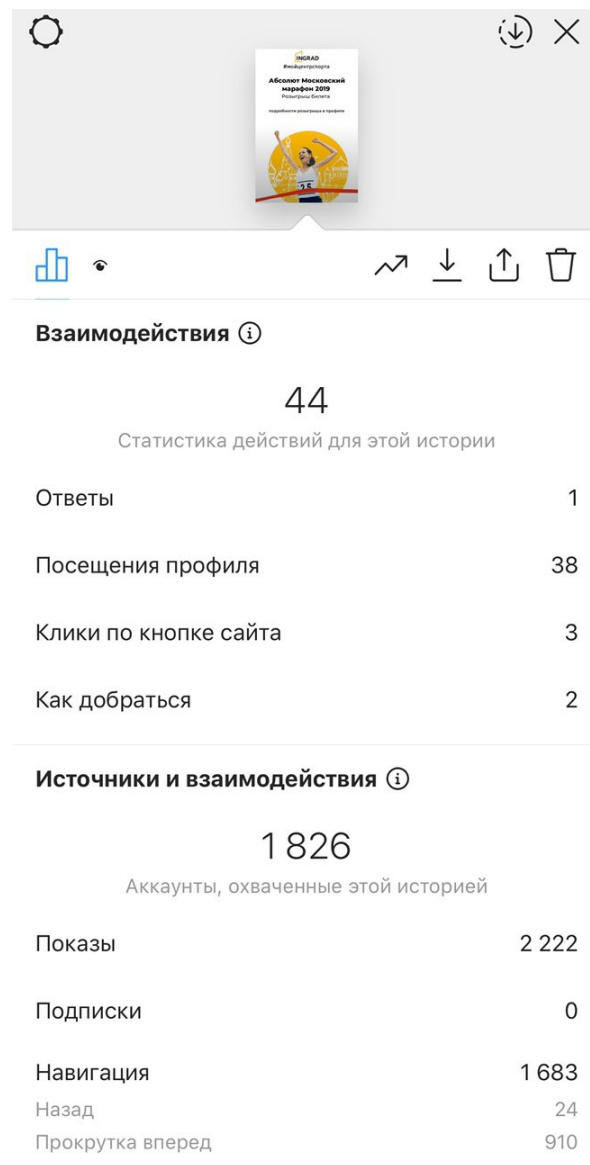 INGRAD
#мойцентрспорта
Абсолют Московский
марафон 2019
Розыгрыш билета
подробности розыгрыша в профиле
25
Взаимодействия
44
Статистика действий для этой истории
Ответы 1
Посещения профиля 38
Клики по кнопке сайта 3
Как добраться 2
Источники и взаимодействия
1 826
Аккаунты, охваченные этой историей
Показы 2 222
Подписки 0
Навигация 1 683
Назад 24
Прокрутка вперед 910